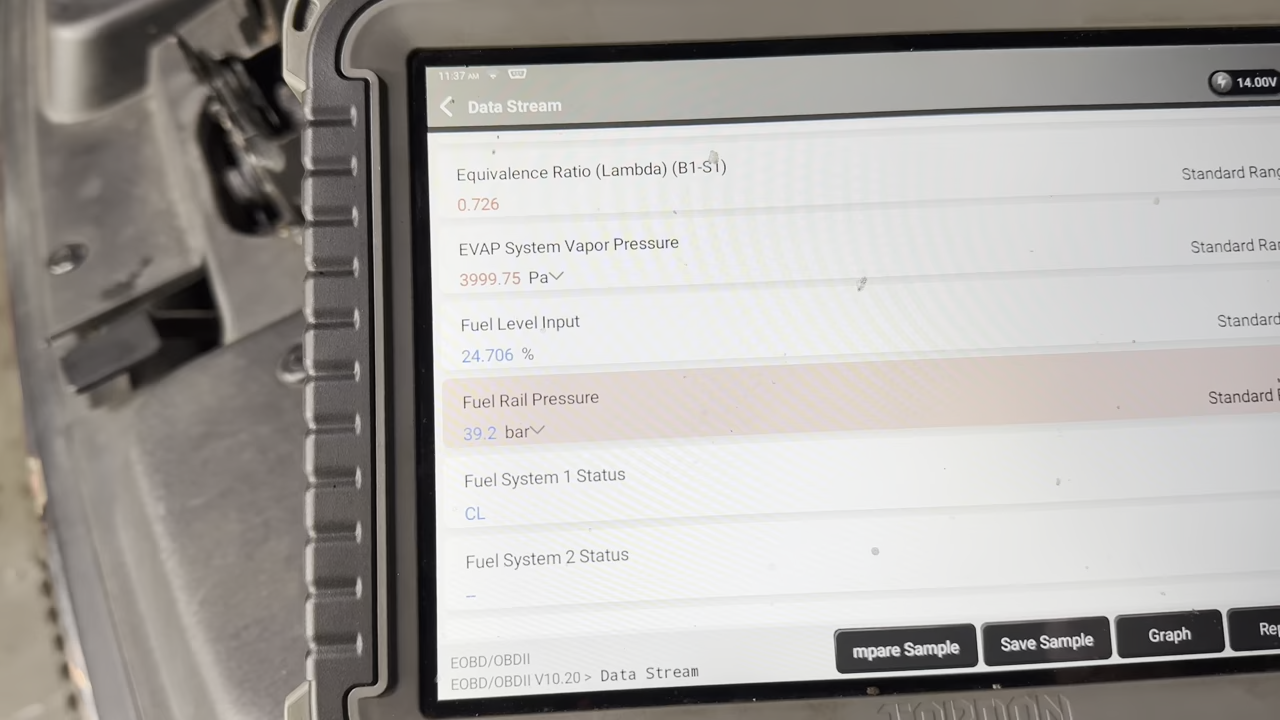 11:37 AM
14.00V
Data Stream
Equivalence Ratio (Lambda) (B1-S1)
Standard Rang
0.726
EVAP System Vapor Pressure
Standard Ran
3999.75 Pa
Fuel Level Input
Standard
24.706 %
Fuel Rail Pressure
Standard
39.2 bar
Fuel System 1 Status
CL
Fuel System 2 Status
—
mpare Sample
Save Sample
Graph
Rep
EOBD/OBDII
EOBD/OBDII V10.20 > Data Stream